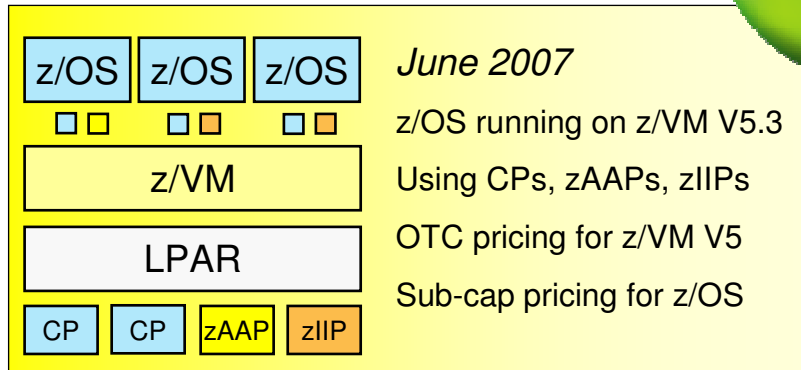 z/OS z/OS z/OS
June 2007
z/OS running on z/VM V5.3
z/VM
Using CPs, zAAPs, zIIPs
LPAR
OTC pricing for z/VM V5
Sub-cap pricing for z/OS
CP CP zAAP zIIP